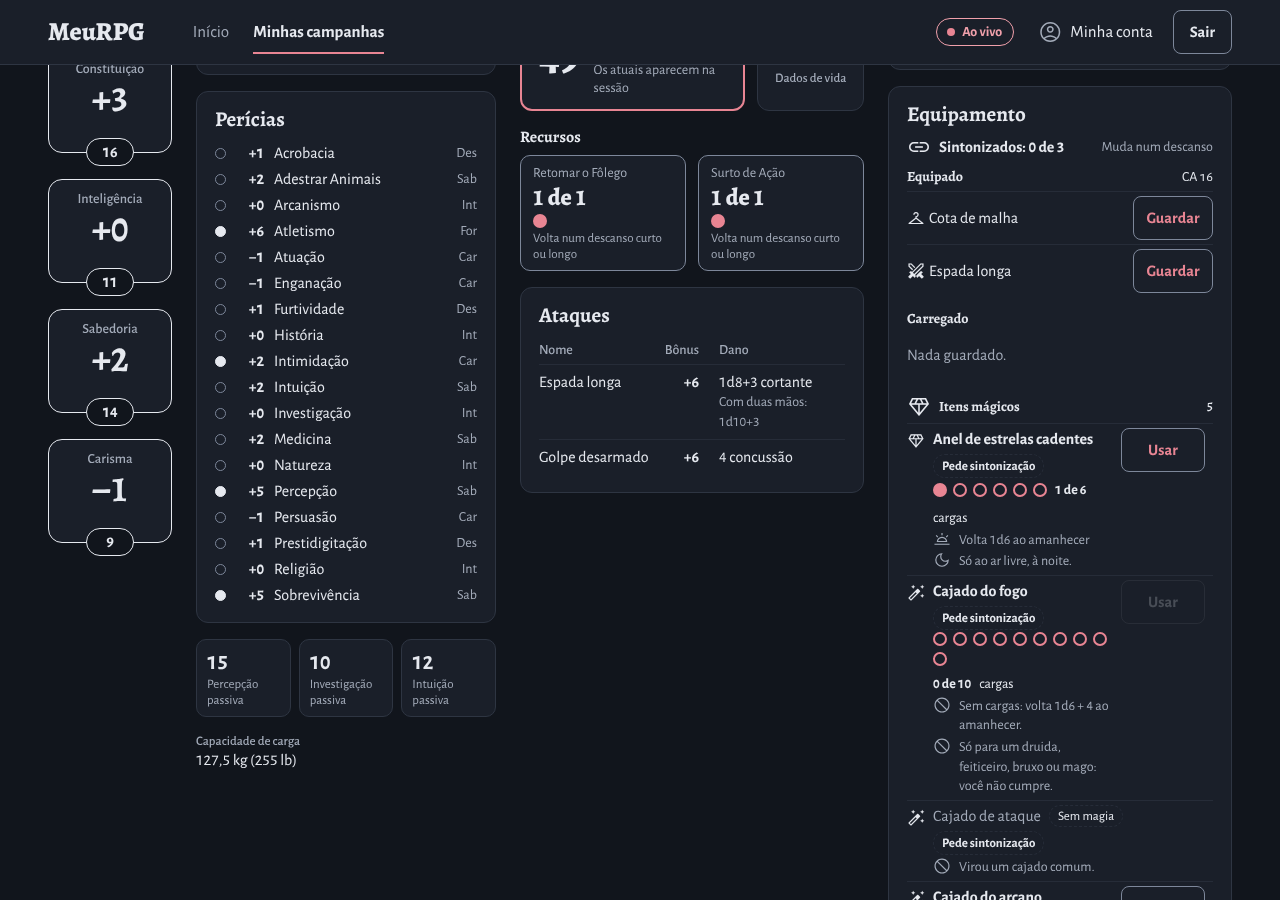 MeuRPG
Início
Minhas campanhas
Ao vivo
Minha conta
Sair
Constituição
+3
16
Inteligência
+0
11
Sabedoria
+2
14
Carisma
−1
9
Perícias
+1 Acrobacia Des
+2 Adestrar Animais Sab
+0 Arcanismo Int
+6 Atletismo For
−1 Atuação Car
−1 Enganação Car
+1 Furtividade Des
+0 História Int
+2 Intimidação Car
+2 Intuição Sab
+0 Investigação Int
+2 Medicina Sab
+0 Natureza Int
+5 Percepção Sab
−1 Persuasão Car
+1 Prestidigitação Des
+0 Religião Int
+5 Sobrevivência Sab
15
Percepção
passiva
10
Investigação
passiva
12
Intuição
passiva
Capacidade de carga
127,5 kg (255 lb)
Os atuais aparecem na
sessão
Dados de vida
Recursos
Retomar o Fôlego
1 de 1
Volta num descanso curto
ou longo
Surto de Ação
1 de 1
Volta num descanso curto
ou longo
Ataques
Nome Bônus Dano
Espada longa +6 1d8+3 cortante
Com duas mãos:
1d10+3
Golpe desarmado +6 4 concussão
Equipamento
Sintonizados: 0 de 3 Muda num descanso
Equipado CA 16
Cota de malha Guardar
Espada longa Guardar
Carregado
Nada guardado.
Itens mágicos 5
Anel de estrelas cadentes Usar
Pede sintonização
1 de 6
cargas
Volta 1d6 ao amanhecer
Só ao ar livre, à noite.
Cajado do fogo Usar
Pede sintonização
0 de 10 cargas
Sem cargas: volta 1d6 + 4 ao
amanhecer.
Só para um druida,
feiticeiro, bruxo ou mago:
você não cumpre.
Cajado de ataque Sem magia
Pede sintonização
Virou um cajado comum.
Cajado do arcano